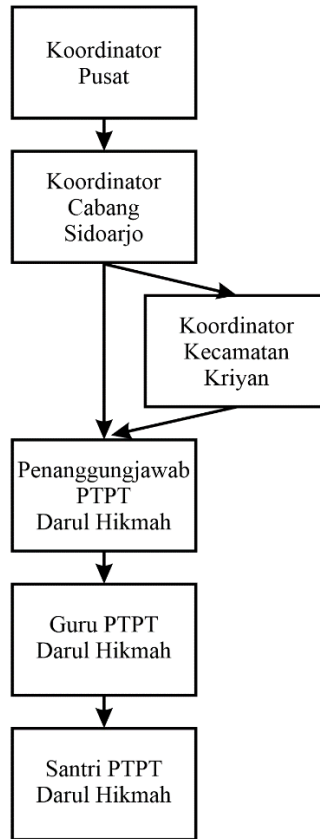 Koordinator
Pusat
Koordinator
Cabang
Sidoarjo
Koordinator
Kecamatan
Kriyan
Penanggungjawab
PTPT
Darul Hikmah
Guru PTPT
Darul Hikmah
Santri PTPT
Darul Hikmah